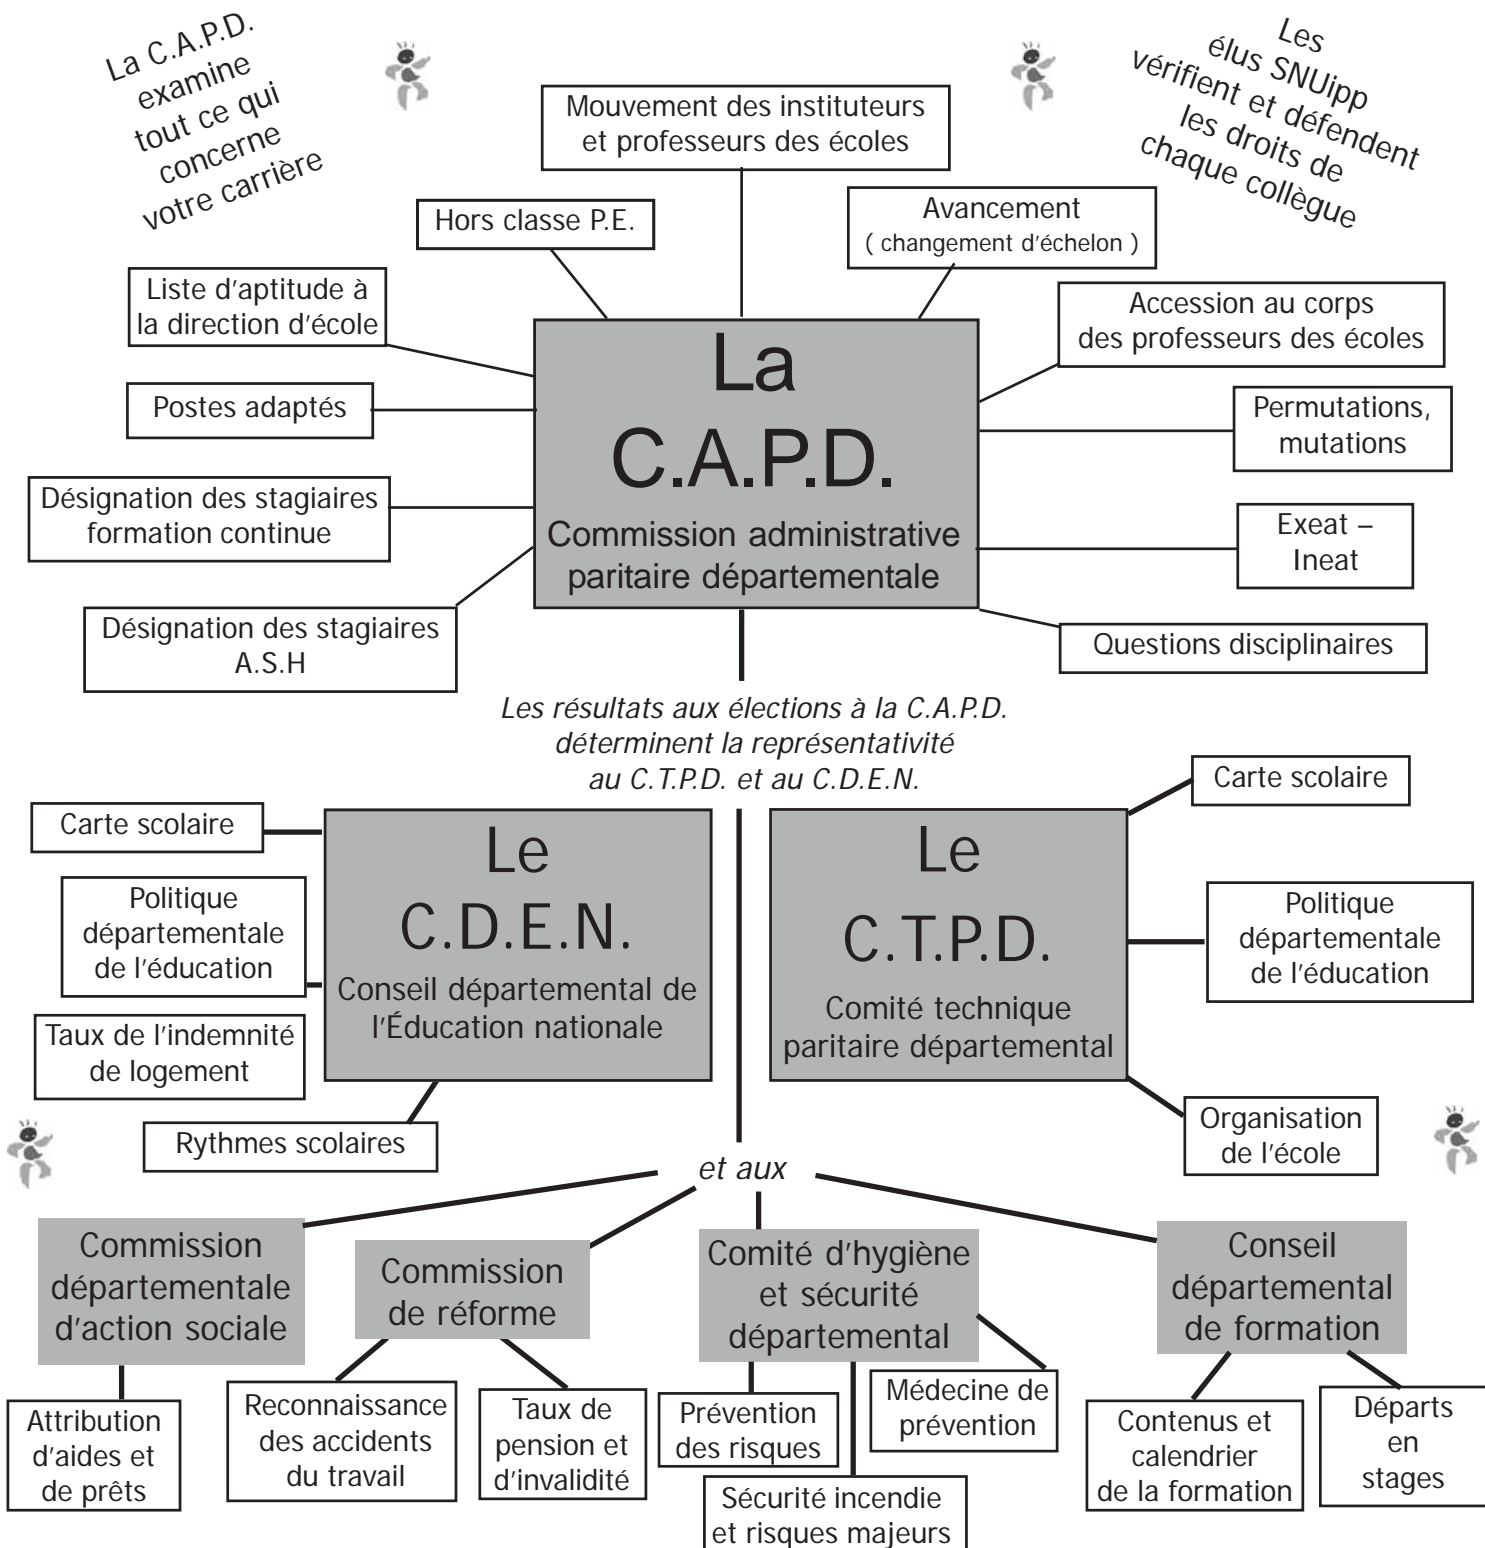 La C.A.P.D.
examine
tout ce qui
concerne
votre carrière
Les
élus SNUipp
vérifient et défendent
les droits de
chaque collègue
Mouvement des instituteurs
et professeurs des écoles
Hors classe P.E.
Avancement
( changement d'échelon )
Liste d'aptitude à
la direction d'école
Accession au corps
des professeurs des écoles
Postes adaptés
Permutations,
mutations
Désignation des stagiaires
formation continue
Exeat –
Ineat
Désignation des stagiaires
A.S.H
Questions disciplinaires
La
C.A.P.D.
Commission administrative
paritaire départementale
Les résultats aux élections à la C.A.P.D.
déterminent la représentativité
au C.T.P.D. et au C.D.E.N.
Carte scolaire
Politique
départementale
de l'éducation
Taux de l'indemnité
de logement
Rythmes scolaires
Le
C.D.E.N.
Conseil départemental de
l'Éducation nationale
Le
C.T.P.D.
Comité technique
paritaire départemental
Carte scolaire
Politique
départementale
de l'éducation
Organisation
de l'école
et aux
Commission
départementale
d'action sociale
Commission
de réforme
Comité d'hygiène
et sécurité
départemental
Conseil
départemental
de formation
Attribution
d'aides et
de prêts
Reconnaissance
des accidents
du travail
Taux de
pension et
d'invalidité
Prévention
des risques
Sécurité incendie
et risques majeurs
Médecine de
prévention
Contenus et
calendrier
de la formation
Départs
en
stages